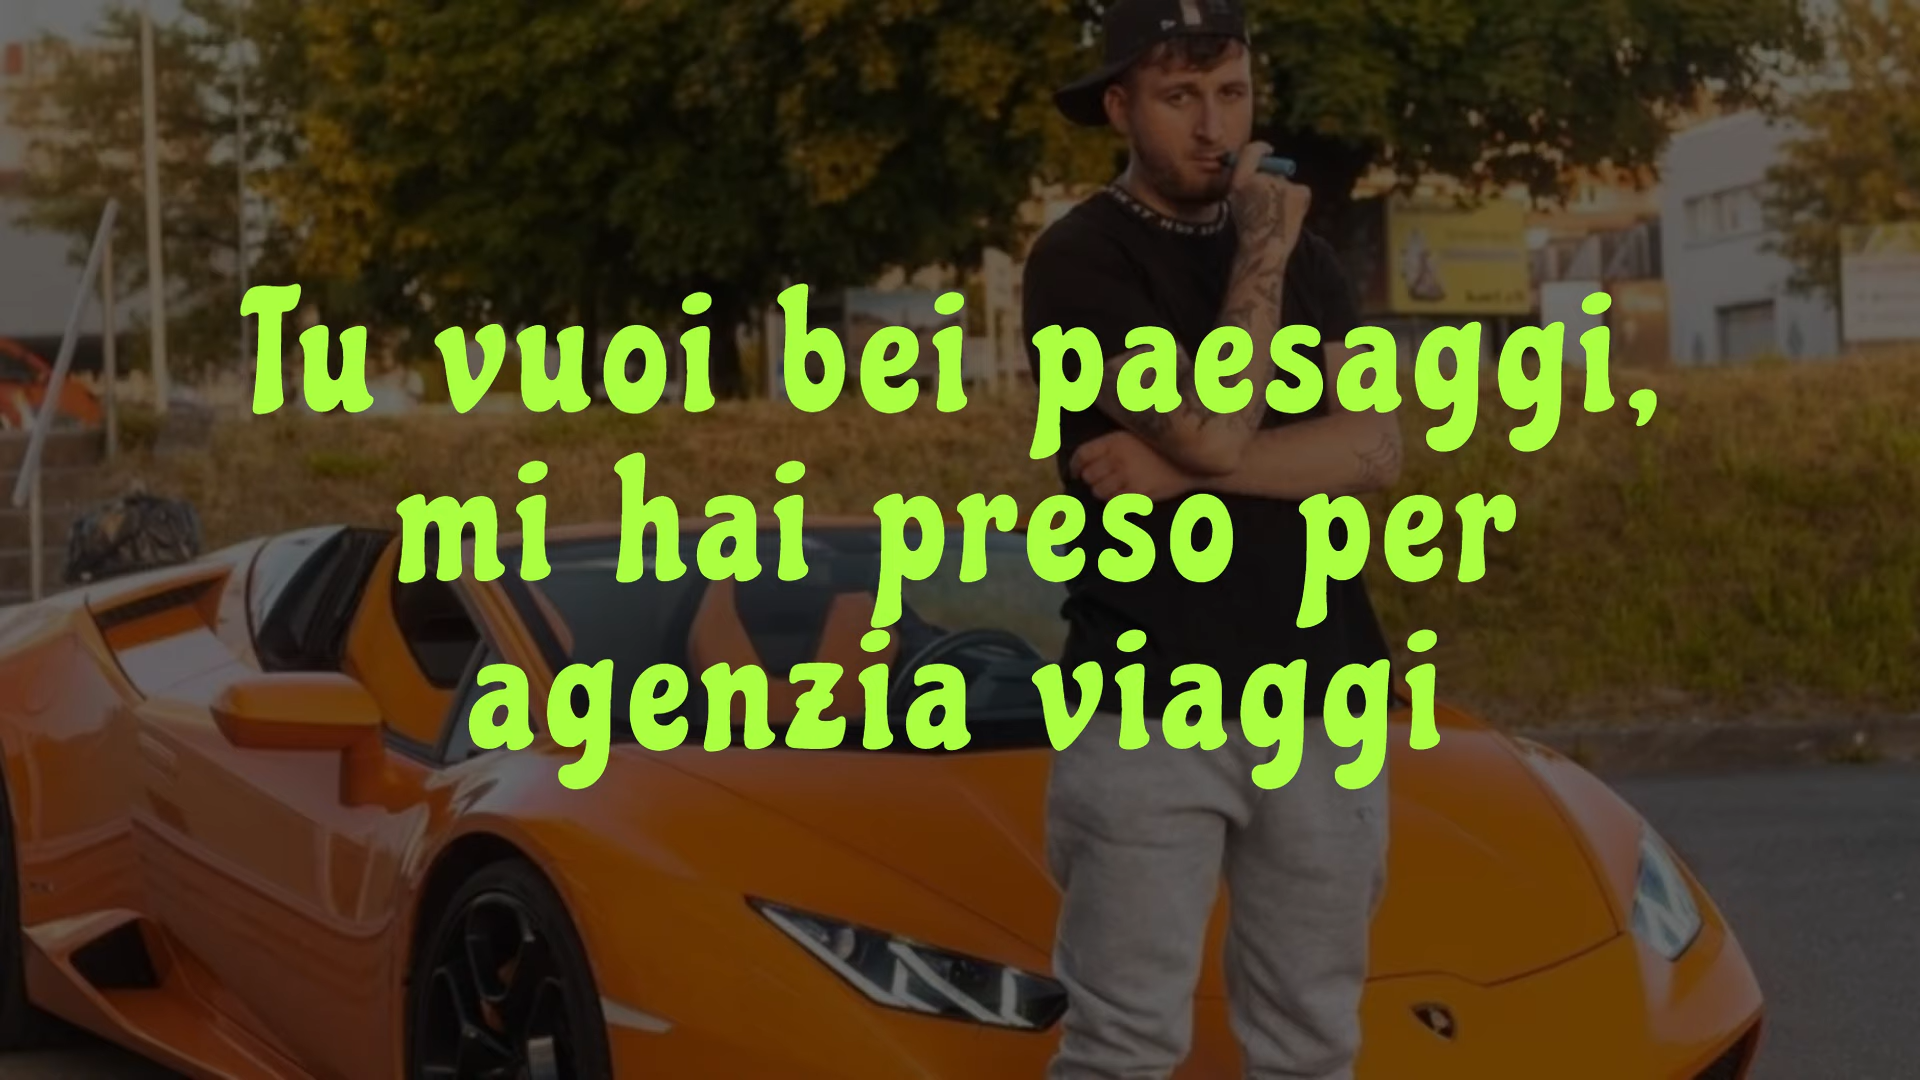 Tu vuoi bei paesaggi,
mi hai preso per
agenzia viaggi